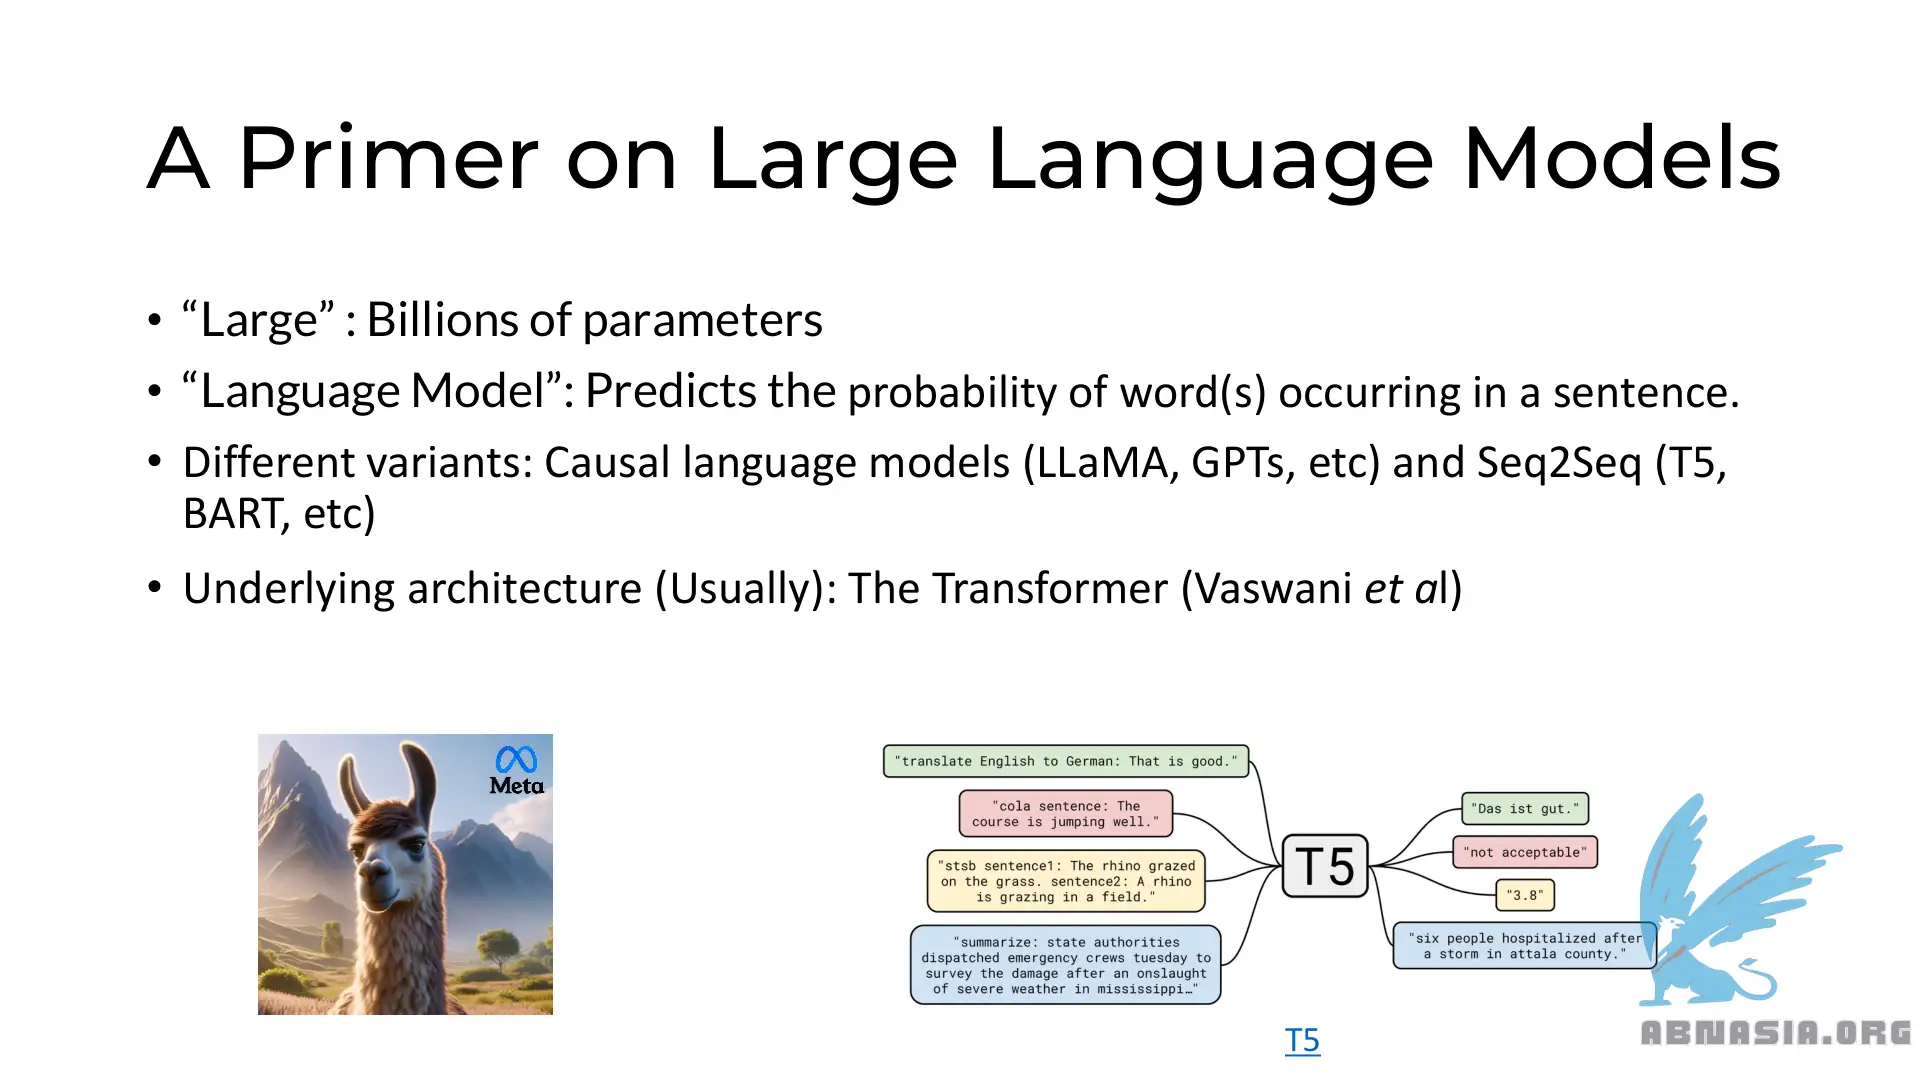 A Primer on Large Language Models
• “Large” : Billions of parameters
• “Language Model”: Predicts the probability of word(s) occurring in a sentence.
• Different variants: Causal language models (LLaMA, GPTs, etc) and Seq2Seq (T5,
BART, etc)
• Underlying architecture (Usually): The Transformer (Vaswani et al)
Meta
"translate English to German: That is good."
"cola sentence: The
course is jumping well."
"stsb sentence1: The rhino grazed
on the grass. sentence2: A rhino
is grazing in a field."
"summarize: state authorities
dispatched emergency crews tuesday to
survey the damage after an onslaught
of severe weather in mississippi…"
T5
"Das ist gut."
"not acceptable"
"3.8"
"six people hospitalized after
a storm in attala county."
T5
ABNASIA.ORG